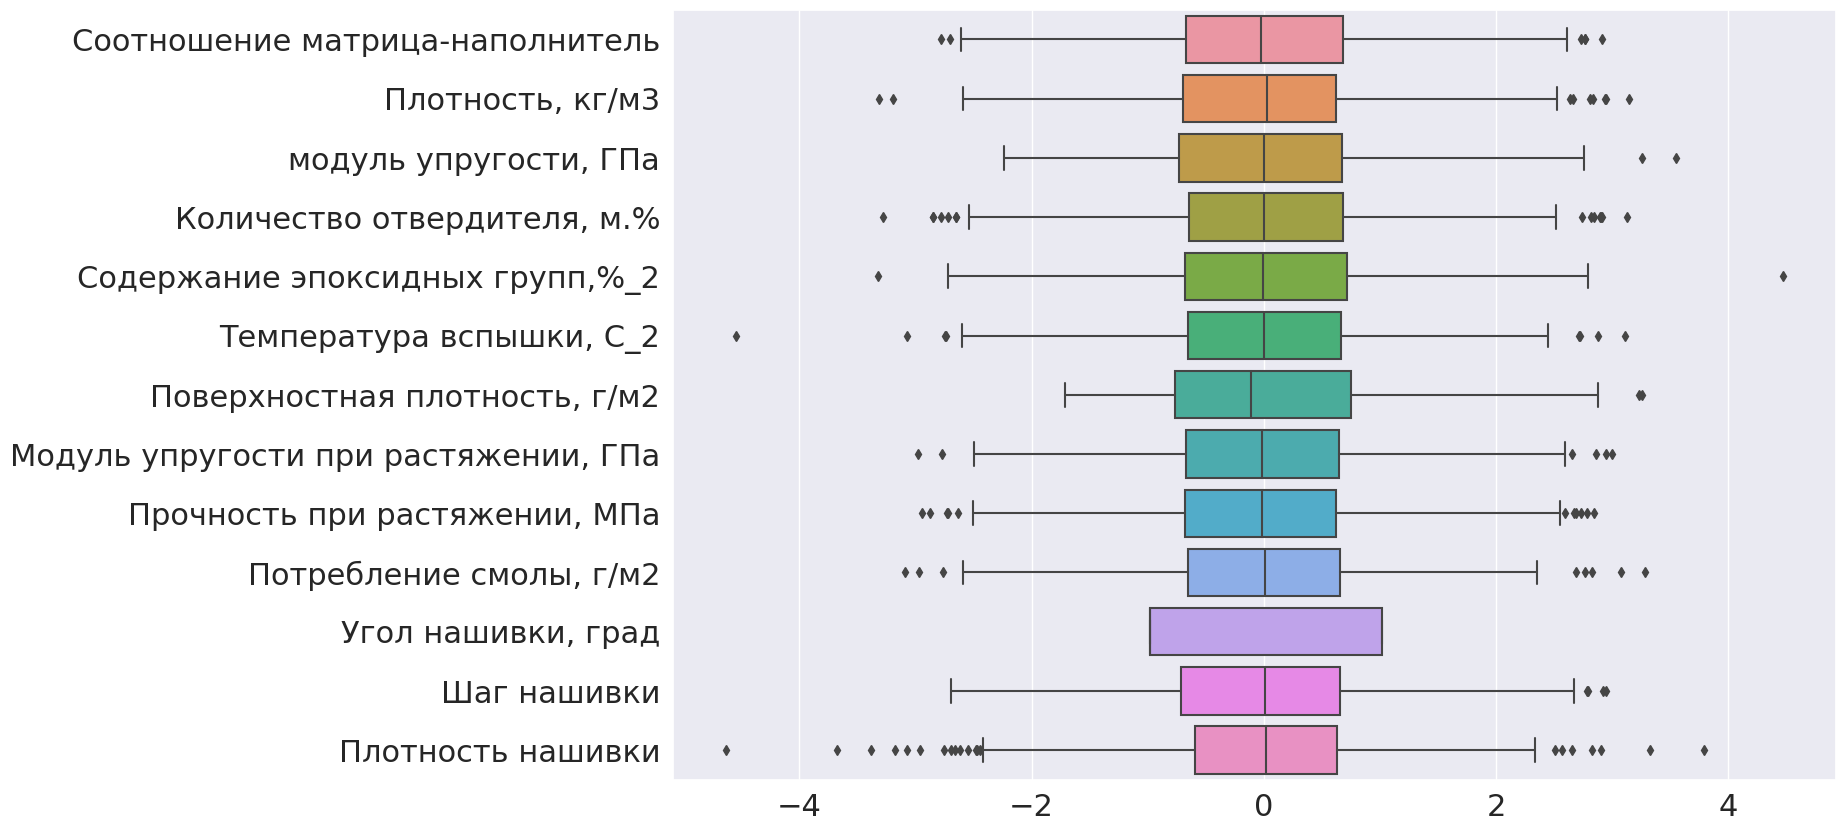 Соотношение матрица-наполнитель
Плотность, кг/м3
модуль упругости, ГПа
Количество отвердителя, м.%
Содержание эпоксидных групп,%_2
Температура вспышки, С_2
Поверхностная плотность, г/м2
Модуль упругости при растяжении, ГПа
Прочность при растяжении, МПа
Потребление смолы, г/м2
Угол нашивки, град
Шаг нашивки
Плотность нашивки
−4 −2 0 2 4